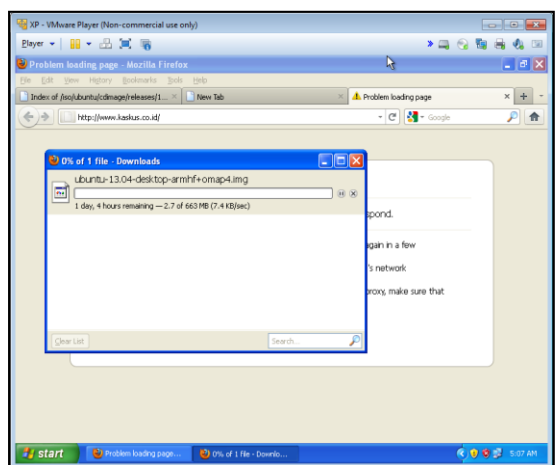 XP - VMware Player (Non-commercial use only)
Player
Problem loading page - Mozilla Firefox
File Edit View History Bookmarks Tools Help
Index of /iso/ubuntu/cdimage/releases/1...
New Tab
Problem loading page
http://www.kaskus.co.id/
Google
0% of 1 file - Downloads
ubuntu-13.04-desktop-armhf+omap4.img
1 day, 4 hours remaining — 2.7 of 663 MB (7.4 KB/sec)
spond.
again in a few
's network
proxy, make sure that
Clear List
Search...
start
Problem loading page...
0% of 1 file - Downlo...
5:07 AM